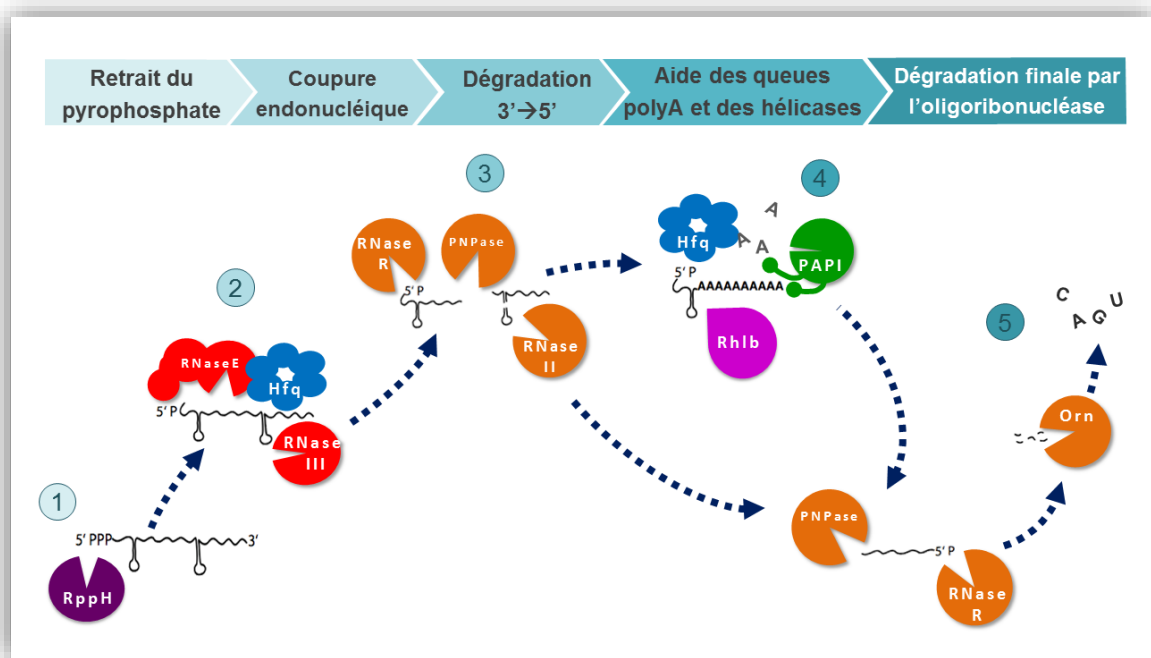 Retrait du
pyrophosphate
Coupure
endonucléique
Dégradation
3’→5’
Aide des queues
polyA et des hélicases
Dégradation finale par
l’oligoribonucléase
1
5’ PPP
3’
RppH
2
RNaseE
Hfq
5’ P
RNase
III
3
RNase
R
PNPase
5’ P
RNase
II
4
Hfq
A
A
A
PAPI
5’ P
AAAAAAAAAA
Rhlb
PNPase
5’ P
RNase
R
5
C
A
G
U
Orn